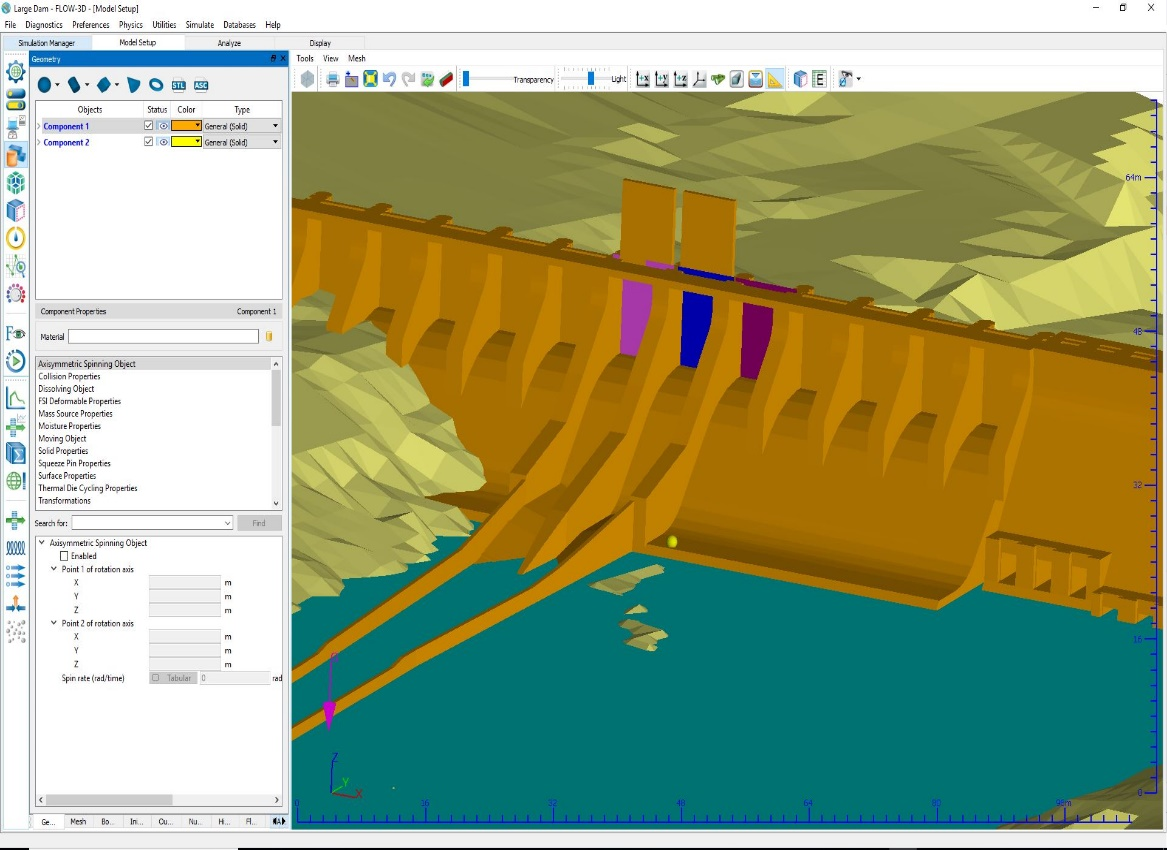 Large Dam - FLOW-3D - [Model Setup]
File Diagnostics Preferences Physics Utilities Simulate Databases Help
Simulation Manager Model Setup Analyze Display
Geometry
Tools View Mesh
STL ASC
Transparency Light
+x +y +z E
Objects Status Color Type
Component 1 General (Solid)
Component 2 General (Solid)
Component Properties Component 1
Material
Axisymmetric Spinning Object
Collision Properties
Dissolving Object
FSI Deformable Properties
Mass Source Properties
Moisture Properties
Moving Object
Solid Properties
Squeeze Pin Properties
Surface Properties
Thermal Die Cycling Properties
Transformations
Search for: Find
Axisymmetric Spinning Object
Enabled
Point 1 of rotation axis
X m
Y m
Z m
Point 2 of rotation axis
X m
Y m
Z m
Spin rate (rad/time) Tabular 0 rad
Ge... Mesh Bo... Ini... Ou... Nu... Hi... Fl...
64m
48
32
16
0
Z
Y
X
0 16 32 48 64 80 96m